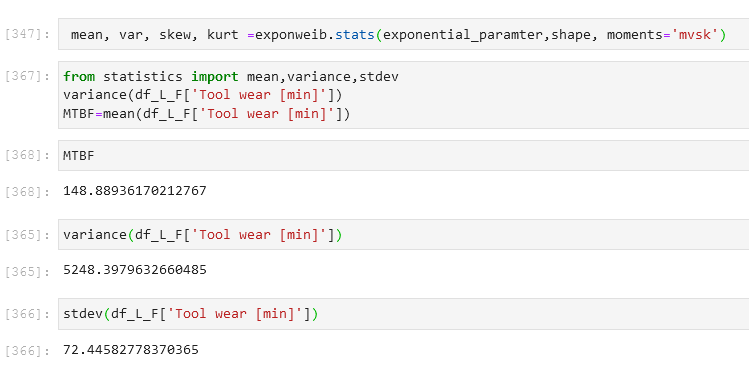 [347]: mean, var, skew, kurt =exponweib.stats(exponential_paramter,shape, moments='mvsk')
[367]: from statistics import mean,variance,stdev
variance(df_L_F['Tool wear [min]'])
MTBF=mean(df_L_F['Tool wear [min]'])
[368]: MTBF
[368]: 148.88936170212767
[365]: variance(df_L_F['Tool wear [min]'])
[365]: 5248.3979632660485
[366]: stdev(df_L_F['Tool wear [min]'])
[366]: 72.44582778370365